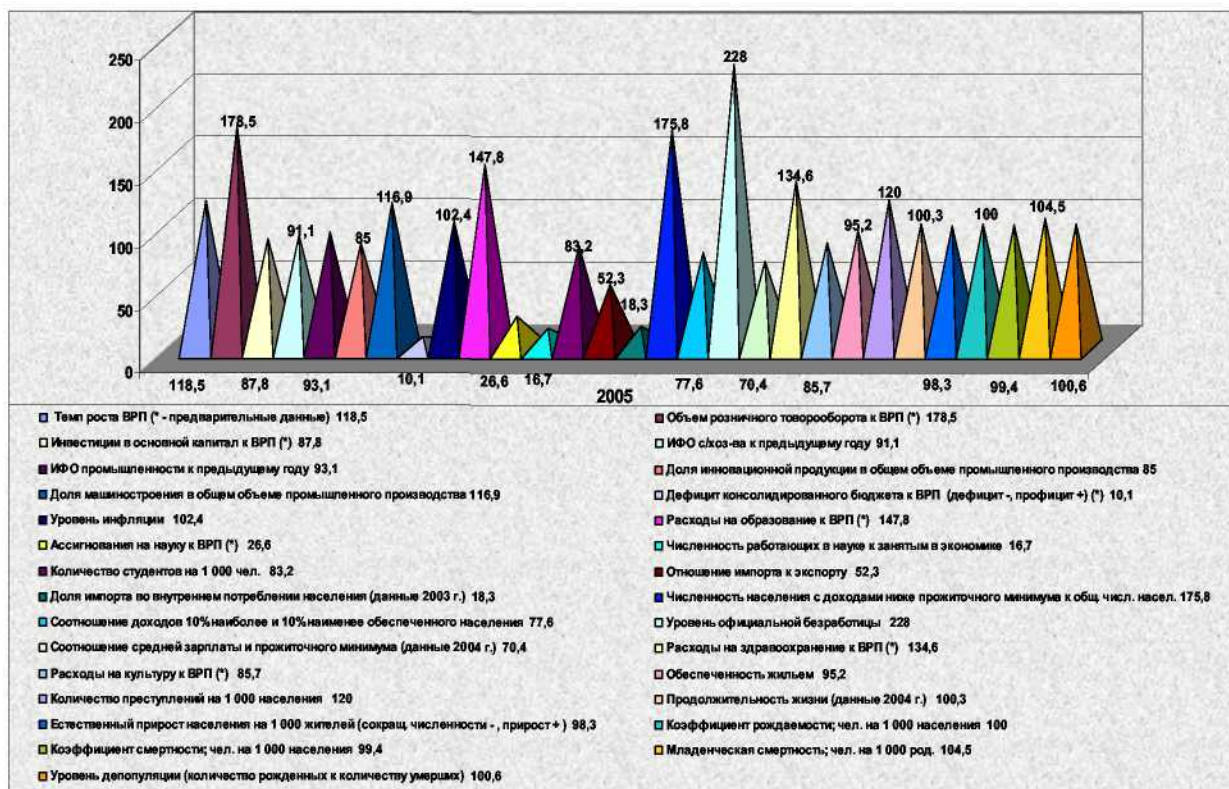 250
228
178,5
175,8
200
147,8
134,6
150
116,9
102,4
120
104,5
91,1
85
83,2
95,2
100,3
100
100
52,3
50
18,3
0
118,5 87,8 93,1 10,1 26,6 16,7 77,6 70,4 85,7 98,3 99,4 100,6
2005
Темп роста ВРП (* - предварительные данные) 118,5
Объем розничного товорооборота к ВРП (*) 178,5
Инвестиции в основной капитал к ВРП (*) 87,8
ИФО с/хоз-ва к предыдущему году 91,1
ИФО промышленности к предыдущему году 93,1
Доля инновационной продукции в общем объеме промышленного производства 85
Доля машиностроения в общем объеме промышленного производства 116,9
Дефицит консолидированного бюджета к ВРП (дефицит -, профицит +) (*) 10,1
Уровень инфляции 102,4
Расходы на образование к ВРП (*) 147,8
Ассигнования на науку к ВРП (*) 26,6
Численность работающих в науке к занятым в экономике 16,7
Количество студентов на 1 000 чел. 83,2
Отношение импорта к экспорту 52,3
Доля импорта во внутреннем потреблении населения (данные 2003 г.) 18,3
Численность населения с доходами ниже прожиточного минимума к общ. числ. насел. 175,8
Соотношение доходов 10% наиболее и 10% наименее обеспеченного населения 77,6
Уровень официальной безработицы 228
Соотношение средней зарплаты и прожиточного минимума (данные 2004 г.) 70,4
Расходы на здравоохранение к ВРП (*) 134,6
Расходы на культуру к ВРП (*) 85,7
Обеспеченность жильем 95,2
Количество преступлений на 1 000 населения 120
Продолжительность жизни (данные 2004 г.) 100,3
Естественный прирост населения на 1 000 жителей (сокращ. численности - , прирост + ) 98,3
Коэффициент рождаемости; чел. на 1 000 населения 100
Коэффициент смертности; чел. на 1 000 населения 99,4
Младенческая смертность; чел. на 1 000 род. 104,5
Уровень депопуляции (количество рожденных к количеству умерших) 100,6